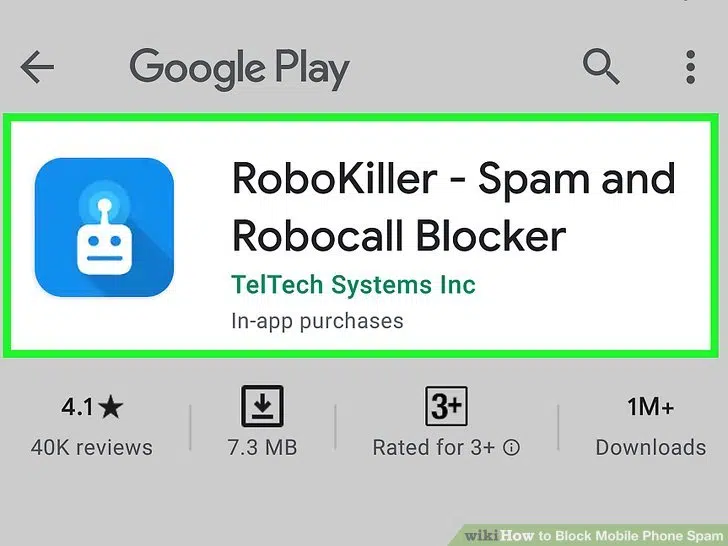 Google Play
RoboKiller - Spam and
Robocall Blocker
TelTech Systems Inc
In-app purchases
4.1★
40K reviews
7.3 MB
3+
Rated for 3+ ⓘ
1M+
Downloads
wikiHow to Block Mobile Phone Spam